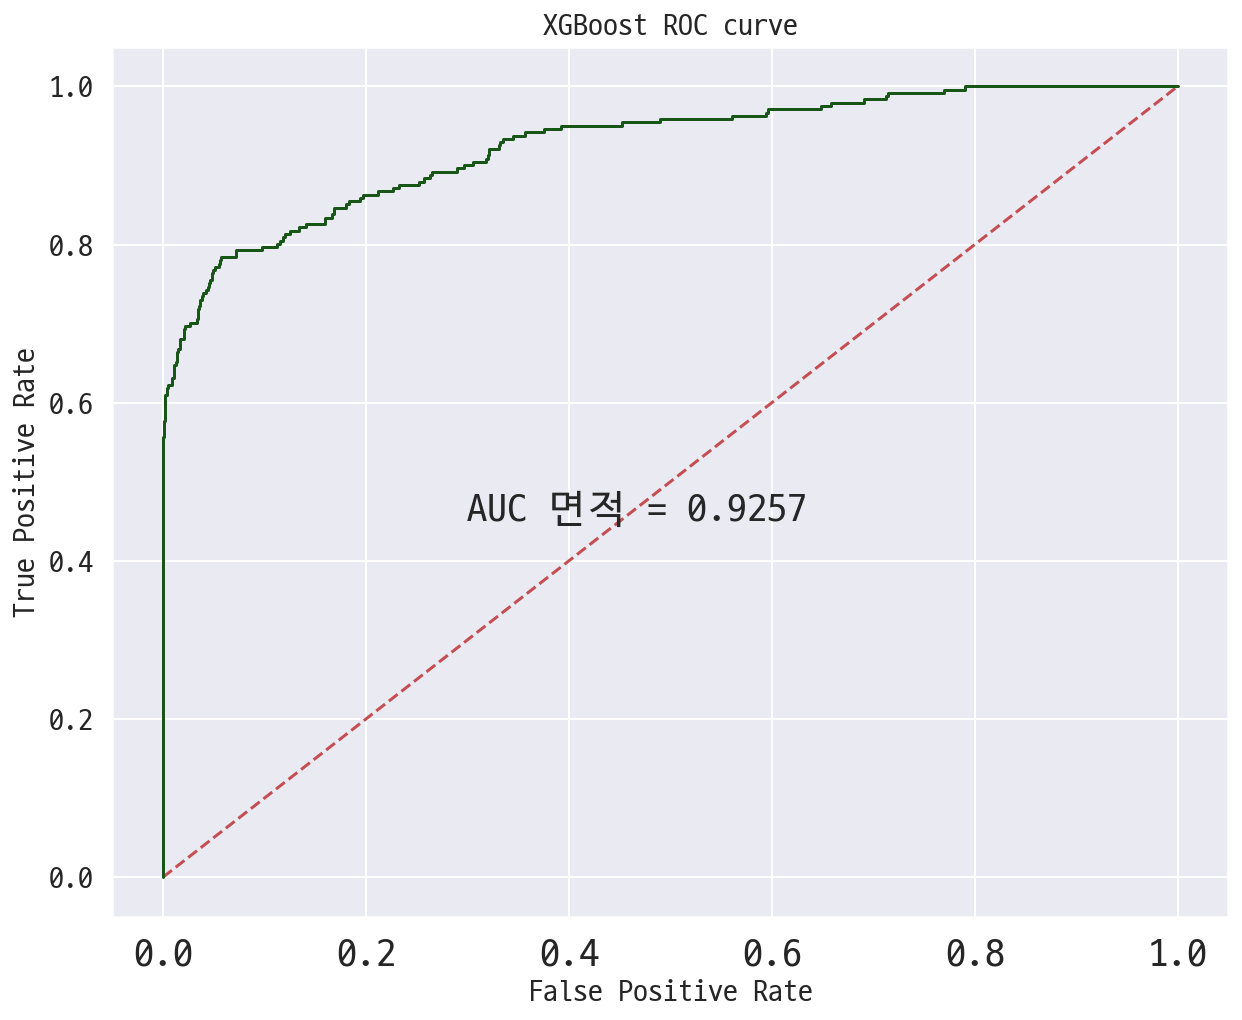 XGBoost ROC curve
True Positive Rate
1.0
0.8
0.6
0.4
0.2
0.0
AUC 면적 = 0.9257
0.0 0.2 0.4 0.6 0.8 1.0
False Positive Rate